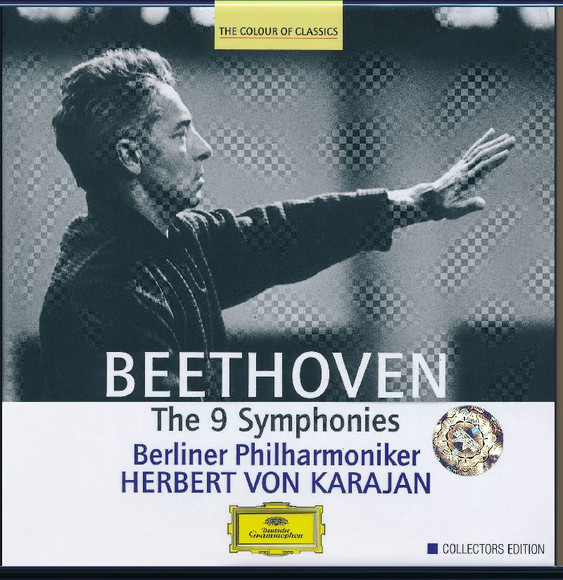 THE COLOUR OF CLASSICS
BEETHOVEN
The 9 Symphonies
Berliner Philharmoniker
HERBERT VON KARAJAN
Deutsche
Grammophon
COLLECTORS EDITION